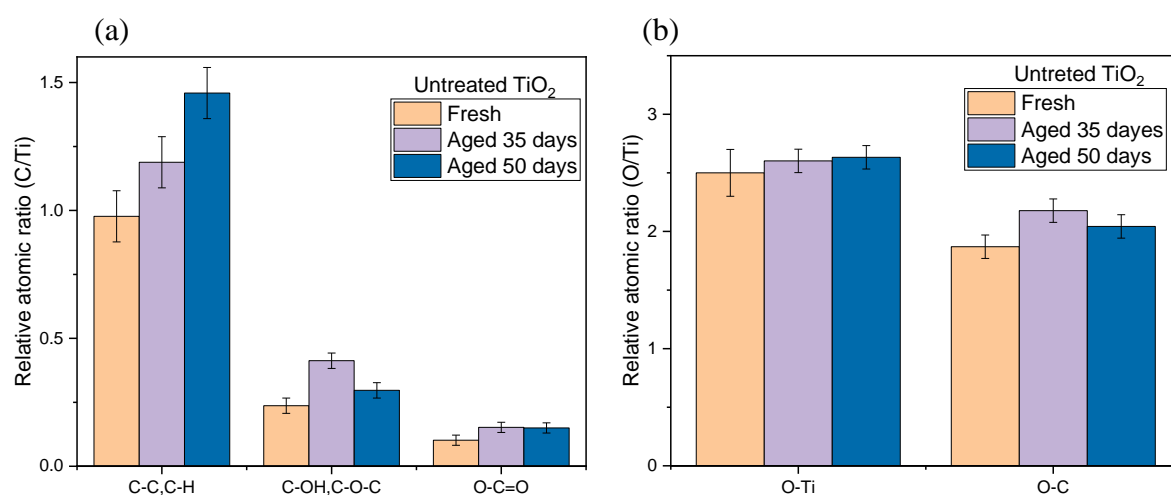 (a)
Relative atomic ratio (C/Ti)
1.5
1.0
0.5
0.0
Untreated TiO₂
Fresh
Aged 35 days
Aged 50 days
C-C,C-H
C-OH,C-O-C
O-C=O
(b)
Relative atomic ratio (O/Ti)
3
2
1
0
Untreted TiO₂
Fresh
Aged 35 dayes
Aged 50 days
O-Ti
O-C